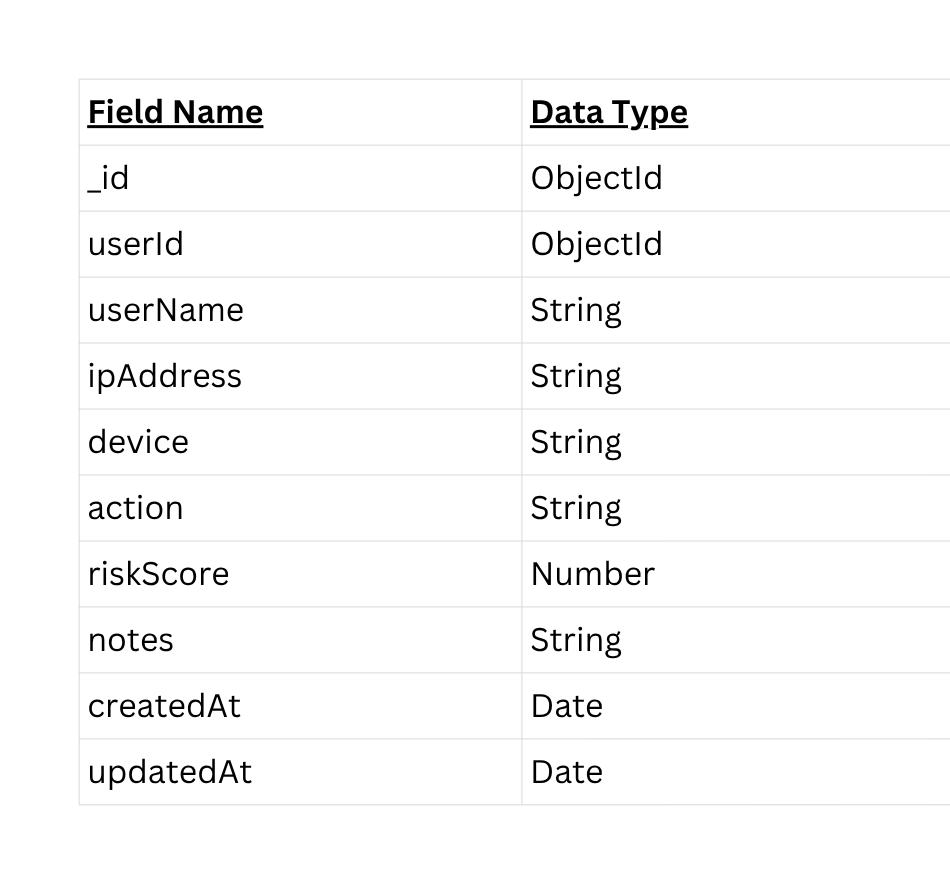 Field Name Data Type
_id ObjectId
userId ObjectId
userName String
ipAddress String
device String
action String
riskScore Number
notes String
createdAt Date
updatedAt Date